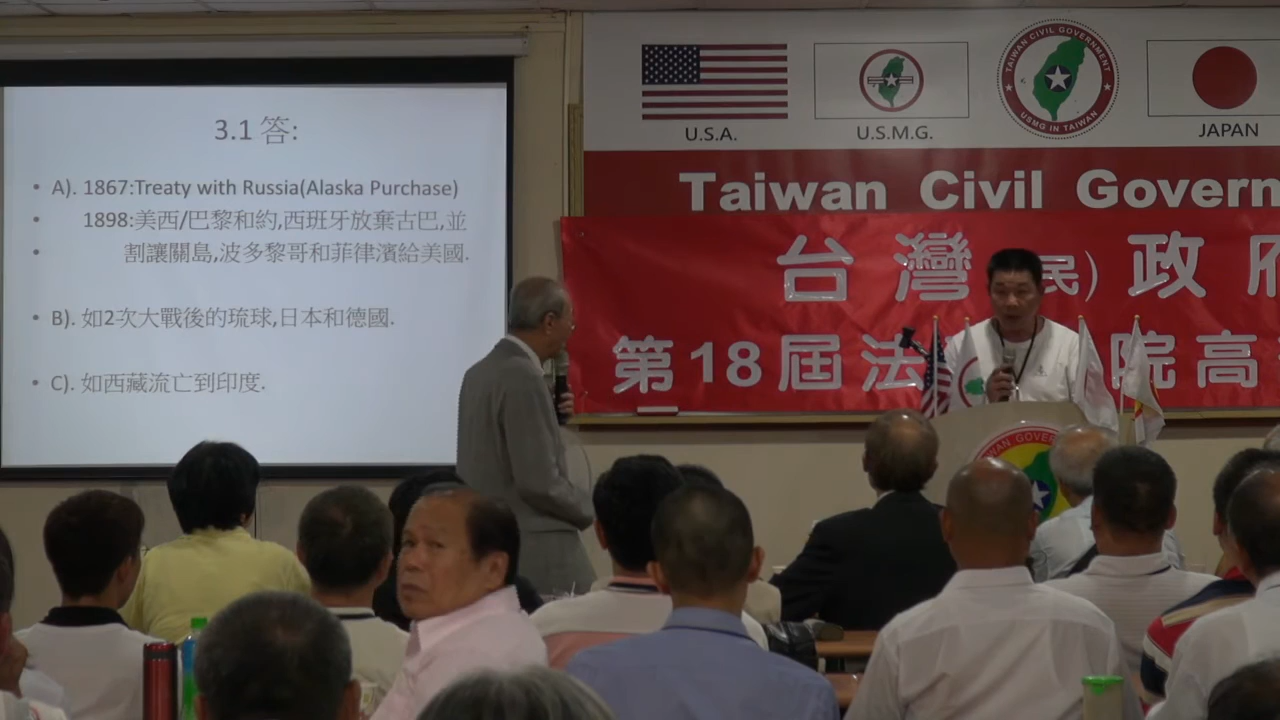 3.1 答:
• A). 1867:Treaty with Russia(Alaska Purchase)
• 1898:美西/巴黎和約,西班牙放棄古巴,並
• 割讓關島,波多黎哥和菲律濱給美國.
• B). 如2次大戰後的琉球,日本和德國.
• C). 如西藏流亡到印度.
U.S.A.
U.S.M.G.
TAIWAN CIVIL GOVERNMENT
USMG IN TAIWAN
JAPAN
Taiwan Civil Governm
台灣(民)政府
第18屆法 院高
WAN GOVER